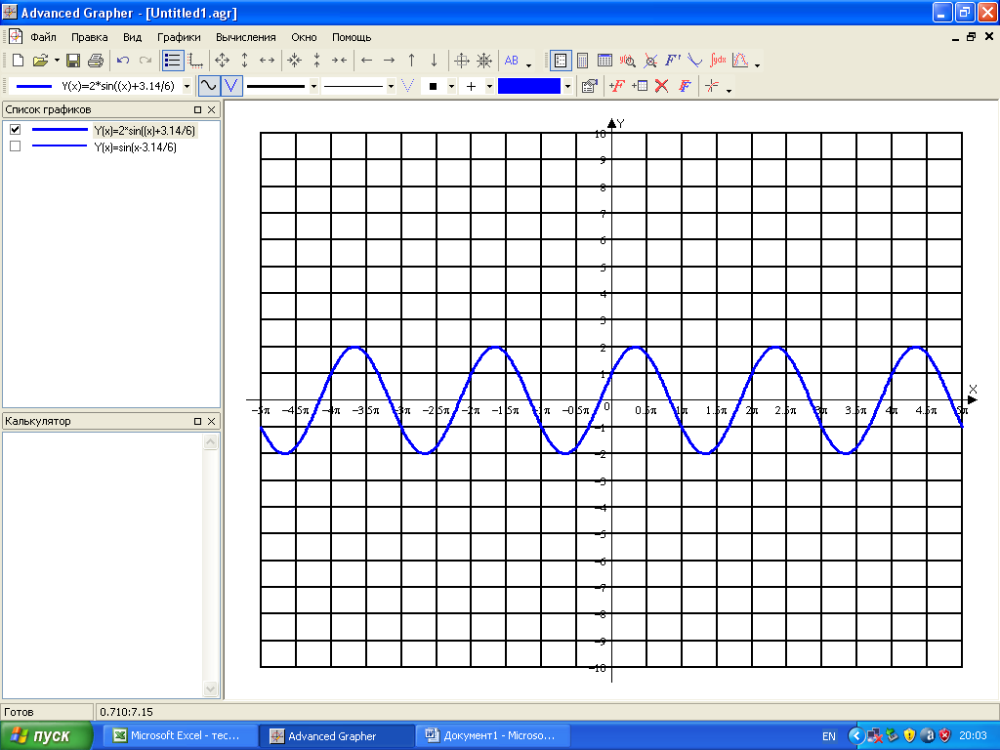 Advanced Grapher - [Untitled1.agr]
Файл Правка Вид Графики Вычисления Окно Помощь
AB F' ∫ydx
Y(x)=2*sin((x)+3.14/6) +F F
Список графиков
Y(x)=2*sin((x)+3.14/6)
Y(x)=sin(x-3.14/6)
Калькулятор
Y
10
9
8
7
6
5
4
3
2
1
X
−5π −4.5π −4π −3.5π −3π −2.5π −2π −1.5π −π −0.5π 0 0.5π π 1.5π 2π 2.5π 3π 3.5π 4π 4.5π 5π
−1
−2
−3
−4
−5
−6
−7
−8
−9
−10
Готов 0.710:7.15
пуск Microsoft Excel - тес... Advanced Grapher Документ1 - Microso... EN 20:03